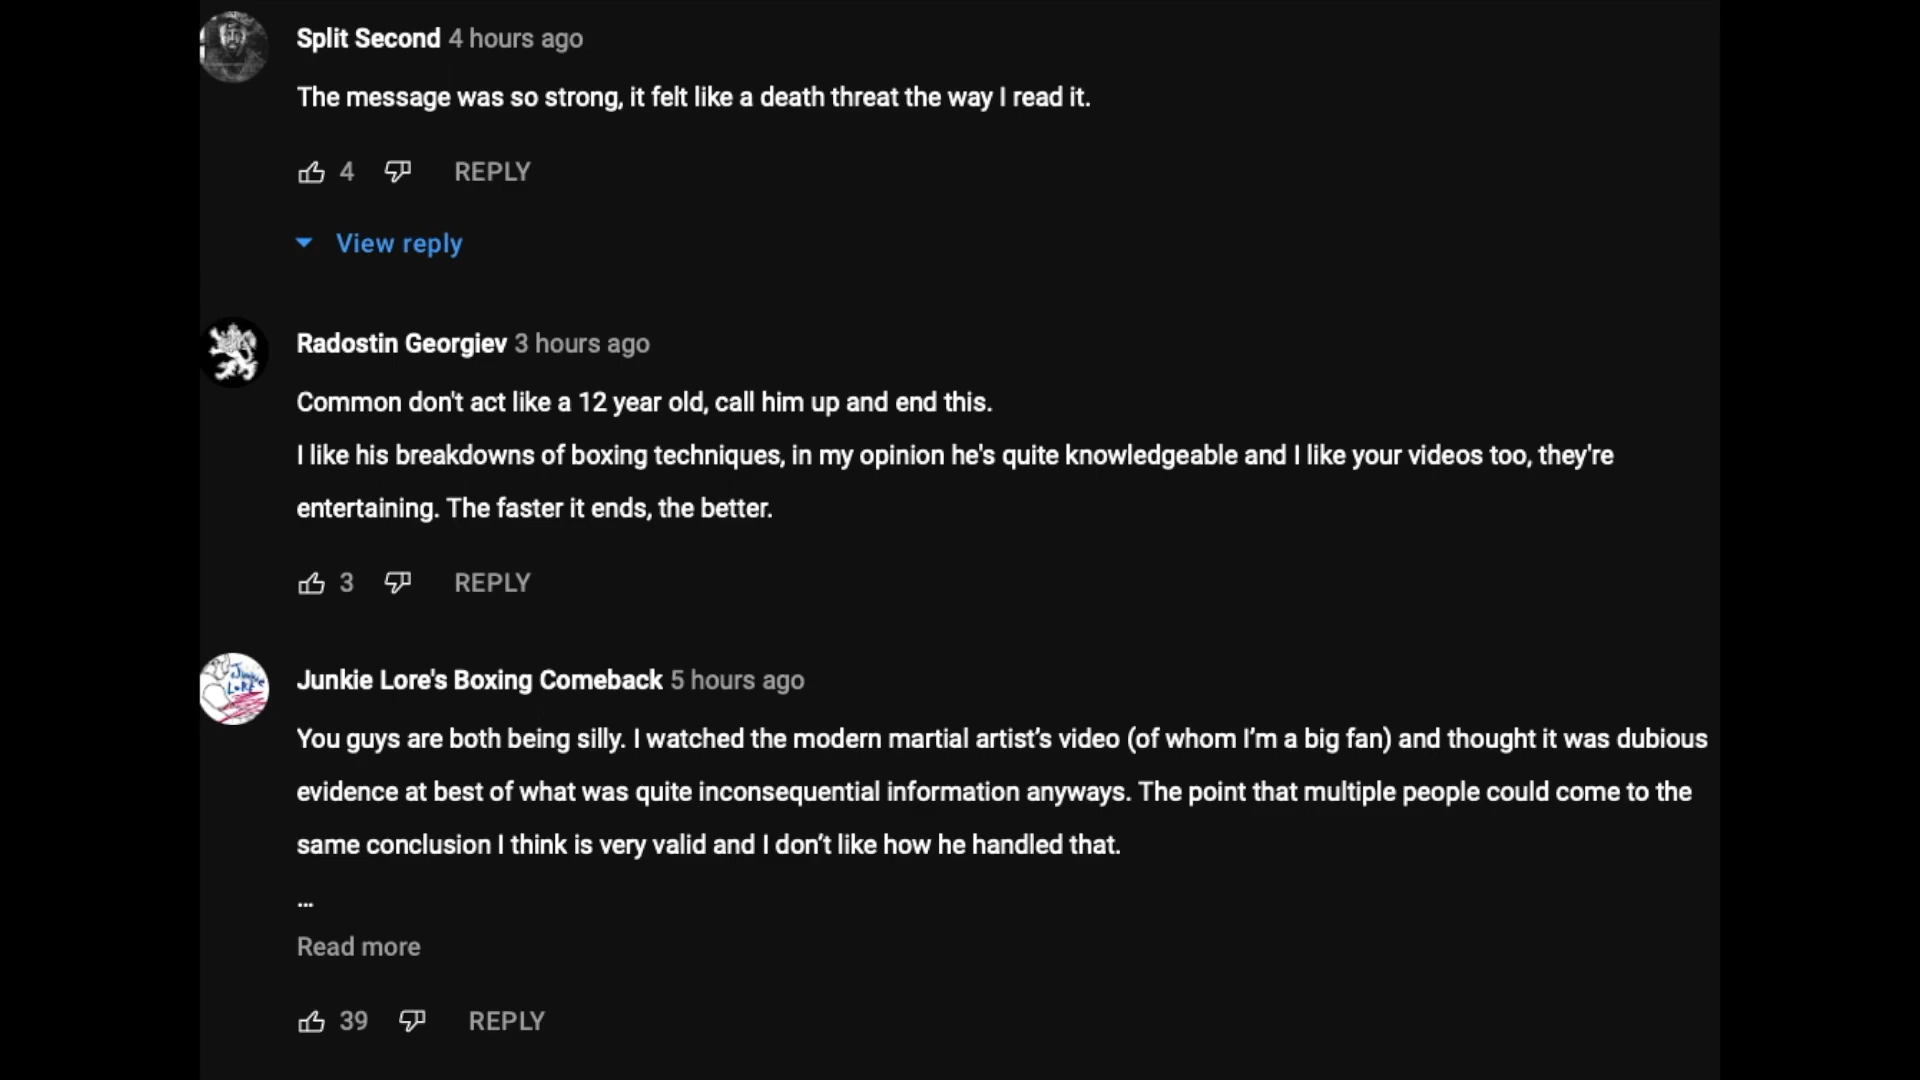 Split Second 4 hours ago
The message was so strong, it felt like a death threat the way I read it.
4 REPLY
View reply
Radostin Georgiev 3 hours ago
Common don't act like a 12 year old, call him up and end this.
I like his breakdowns of boxing techniques, in my opinion he's quite knowledgeable and I like your videos too, they're
entertaining. The faster it ends, the better.
3 REPLY
Junkie Lore's Boxing Comeback 5 hours ago
You guys are both being silly. I watched the modern martial artist’s video (of whom I’m a big fan) and thought it was dubious
evidence at best of what was quite inconsequential information anyways. The point that multiple people could come to the
same conclusion I think is very valid and I don’t like how he handled that.
...
Read more
39 REPLY